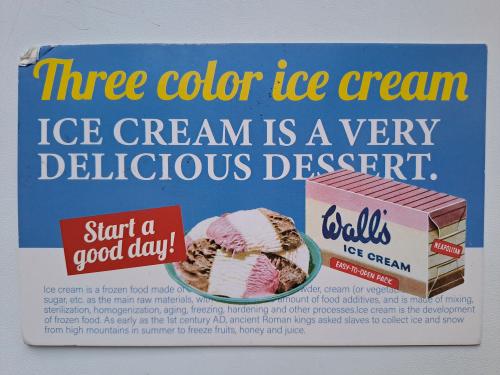 Three color ice cream
ICE CREAM IS A VERY
DELICIOUS DESSERT.
Start a
good day!
Wall's
ICE CREAM
EASY-TO-OPEN PACK
NEAPOLITAN
Ice cream is a frozen food made of wder, cream (or vegeta
sugar, etc. as the main raw materials, with amount of food additives, and is made of mixing,
sterilization, homogenization, aging, freezing, hardening and other processes.Ice cream is the development
of frozen food. As early as the 1st century AD, ancient Roman kings asked slaves to collect ice and snow
from high mountains in summer to freeze fruits, honey and juice.